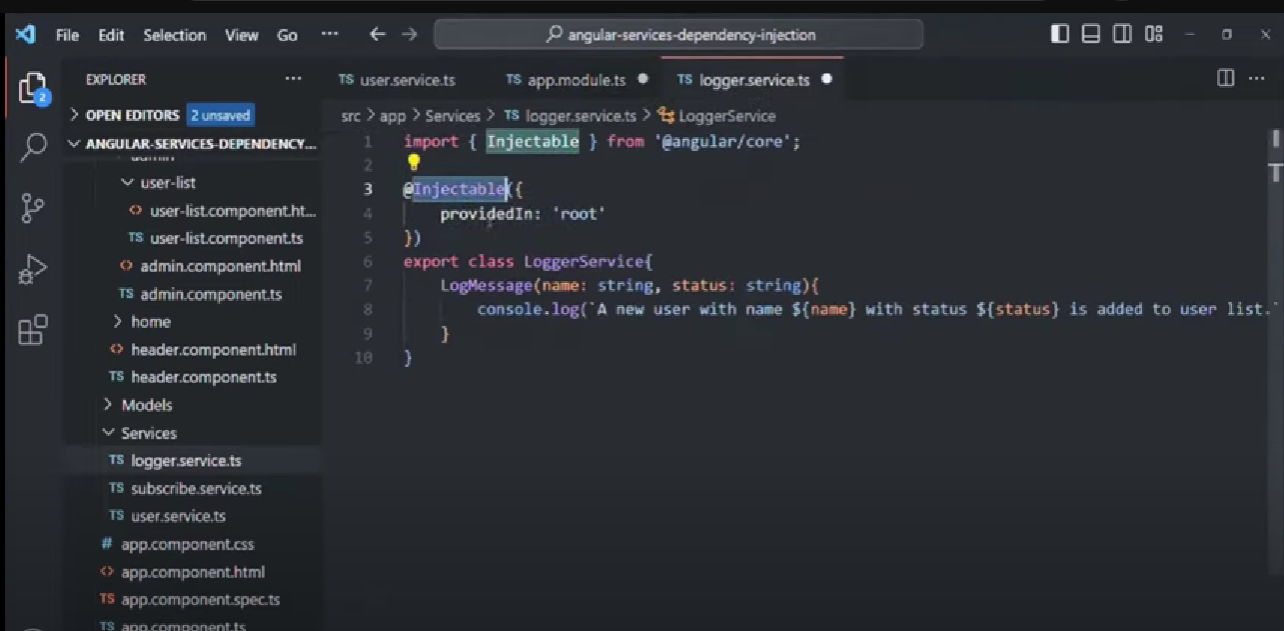 File Edit Selection View Go ··· angular-services-dependency-injection
EXPLORER ···
OPEN EDITORS 2 unsaved
ANGULAR-SERVICES-DEPENDENCY...
admin
user-list
user-list.component.ht...
TS user-list.component.ts
admin.component.html
TS admin.component.ts
home
header.component.html
TS header.component.ts
Models
Services
TS logger.service.ts
TS subscribe.service.ts
TS user.service.ts
# app.component.css
app.component.html
TS app.component.spec.ts
TS app.component.ts
2
TS user.service.ts TS app.module.ts TS logger.service.ts
src > app > Services > TS logger.service.ts > LoggerService
1 import { Injectable } from '@angular/core';
2
3 @Injectable({
4 providedIn: 'root'
5 })
6 export class LoggerService{
7 LogMessage(name: string, status: string){
8 console.log(`A new user with name ${name} with status ${status} is added to user list.`
9 }
10 }